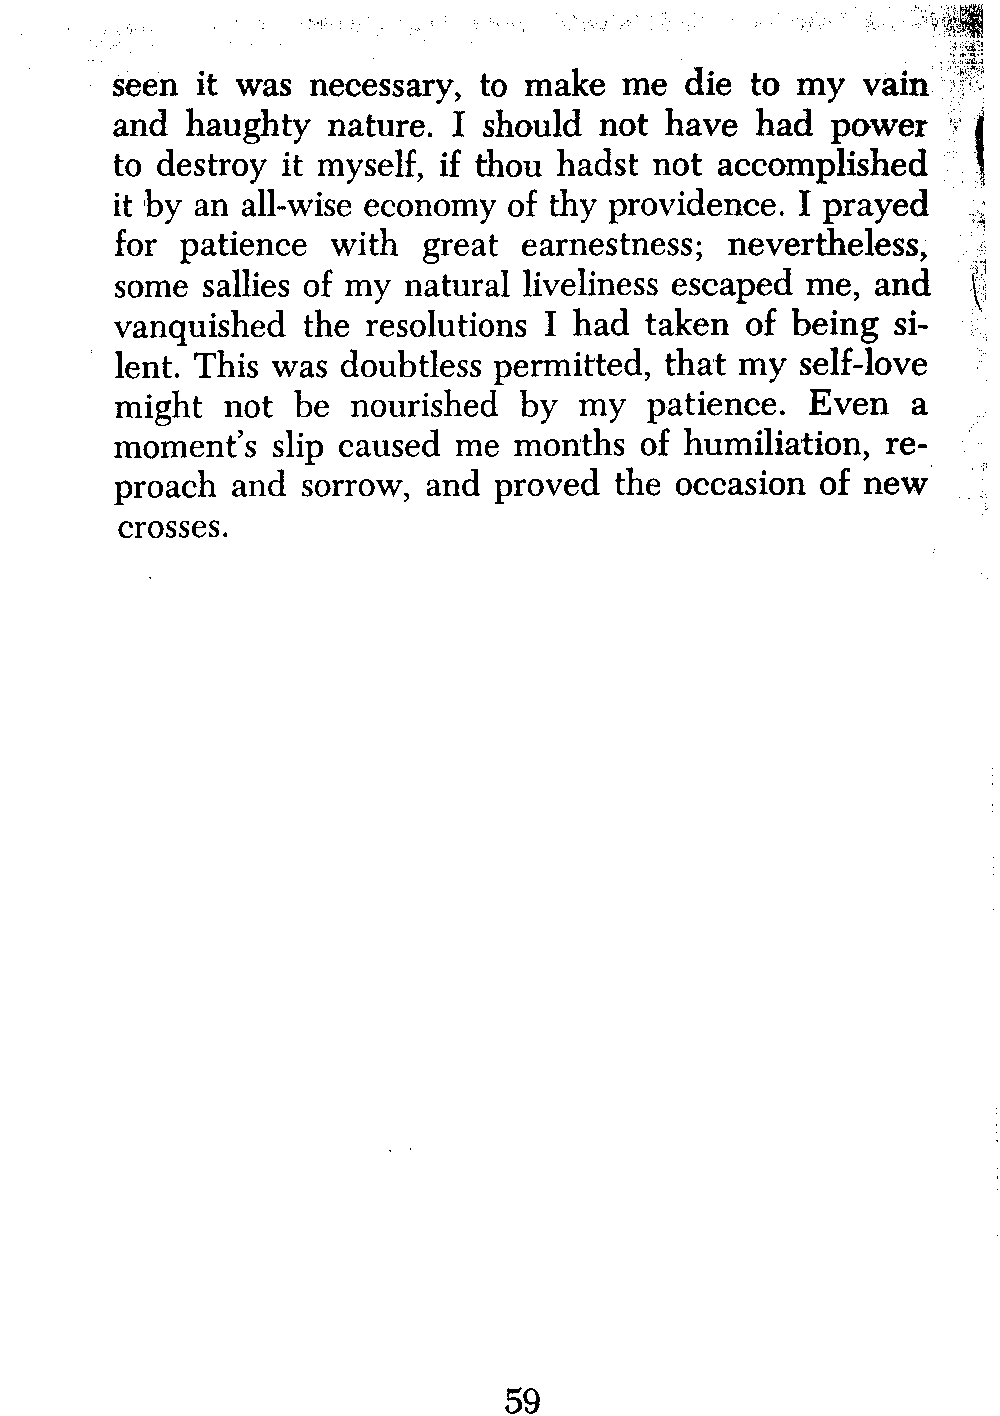 seen it was necessary, to make me die to my vain
and haughty nature. I should not have had power
to destroy it myself, if thou hadst not accomplished
it by an all-wise economy of thy providence. I prayed
for patience with great earnestness; nevertheless,
some sallies of my natural liveliness escaped me, and
vanquished the resolutions I had taken of being si-
lent. This was doubtless permitted, that my self-love
might not be nourished by my patience. Even a
moment's slip caused me months of humiliation, re-
proach and sorrow, and proved the occasion of new
crosses.
59